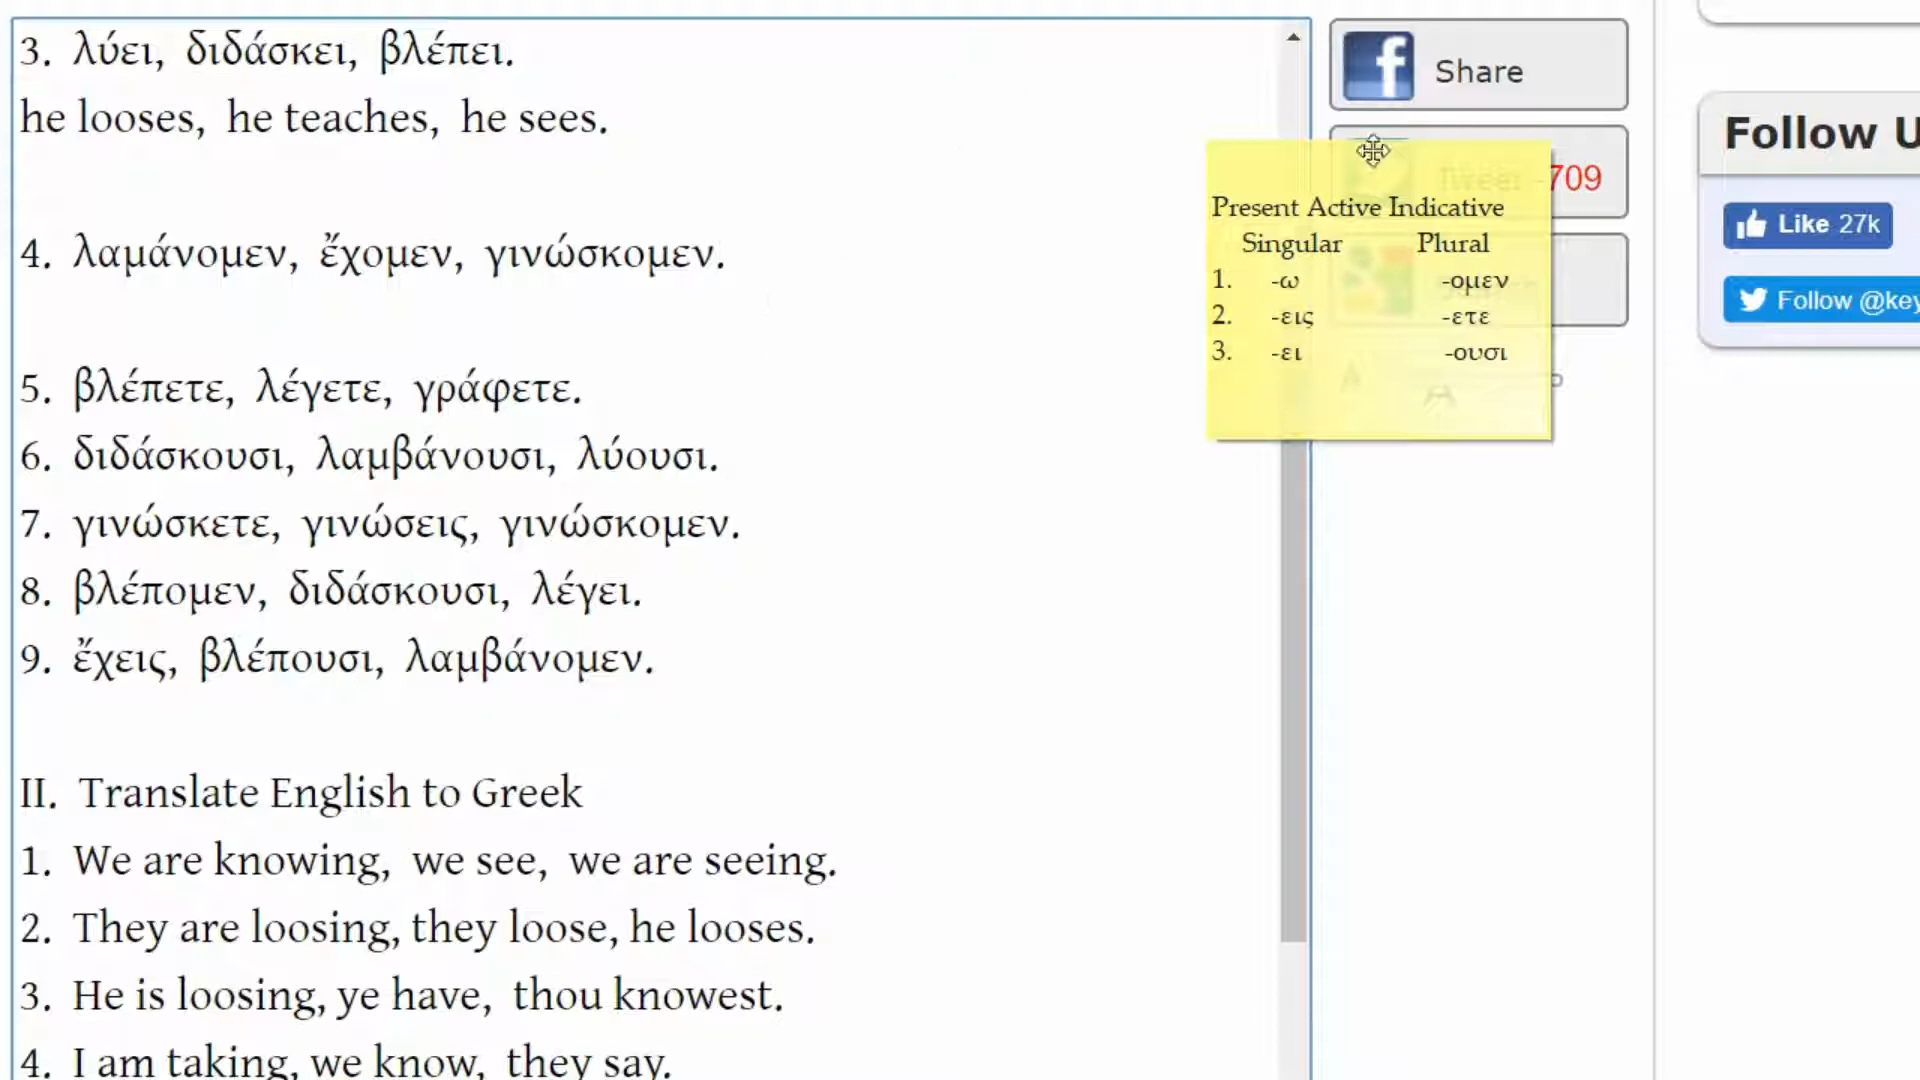 3. λύει, διδάσκει, βλέπει.
he looses, he teaches, he sees.
4. λαμάνομεν, ἔχομεν, γινώσκομεν.
5. βλέπετε, λέγετε, γράφετε.
6. διδάσκουσι, λαμβάνουσι, λύουσι.
7. γινώσκετε, γινώσεις, γινώσκομεν.
8. βλέπομεν, διδάσκουσι, λέγει.
9. ἔχεις, βλέπουσι, λαμβάνομεν.
II. Translate English to Greek
1. We are knowing, we see, we are seeing.
2. They are loosing, they loose, he looses.
3. He is loosing, ye have, thou knowest.
4. I am taking, we know, they say.
Present Active Indicative
Singular Plural
1. -ω -ομεν
2. -εις -ετε
3. -ει -ουσι
Share
Tweet -709
Follow U
Like 27k
Follow @key